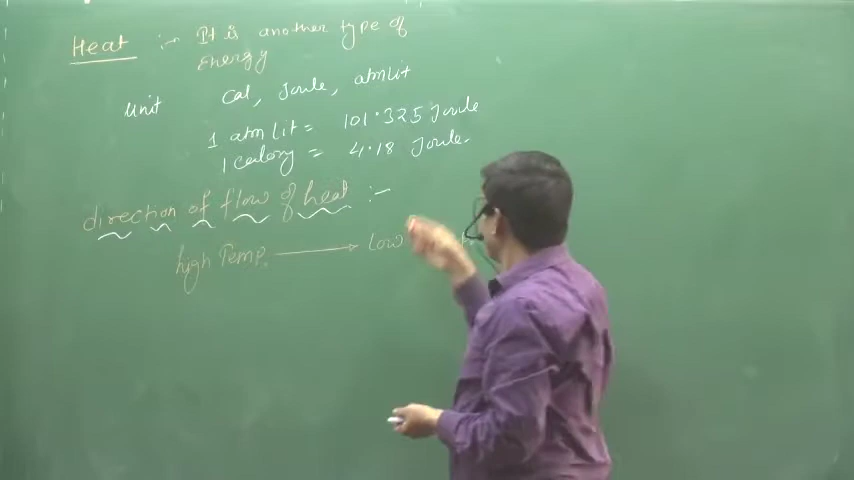 Heat :- It is another type of
Energy
Unit Cal, Joule, atmlit
1 atm lit = 101.325 Joule
1 calory = 4.18 Joule.
direction of flow of heat :-
high Temp. → Low